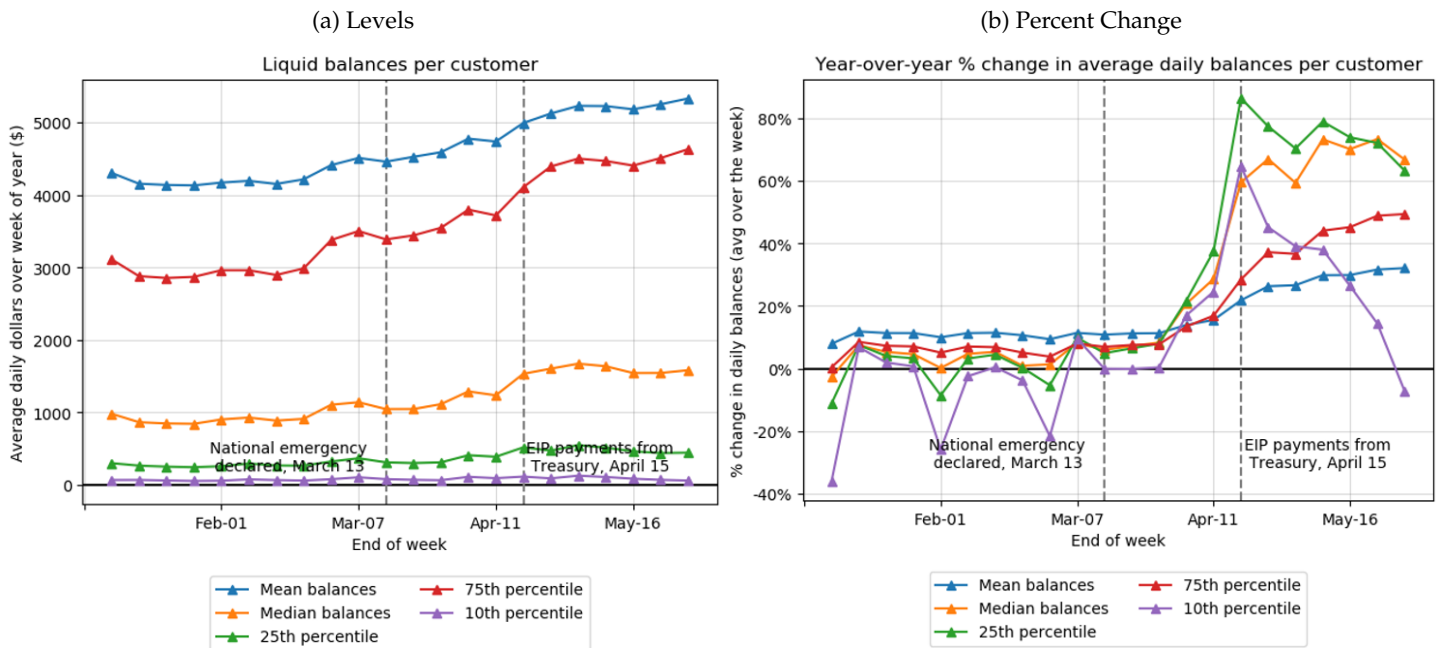 (a) Levels
Liquid balances per customer
Average daily dollars over week of year ($)
5000
4000
3000
2000
1000
0
National emergency
declared, March 13
EIP payments from
Treasury, April 15
Feb-01
Mar-07
Apr-11
May-16
End of week
Mean balances
Median balances
25th percentile
75th percentile
10th percentile
(b) Percent Change
Year-over-year % change in average daily balances per customer
% change in daily balances (avg over the week)
80%
60%
40%
20%
0%
-20%
-40%
National emergency
declared, March 13
EIP payments from
Treasury, April 15
Feb-01
Mar-07
Apr-11
May-16
End of week
Mean balances
Median balances
25th percentile
75th percentile
10th percentile